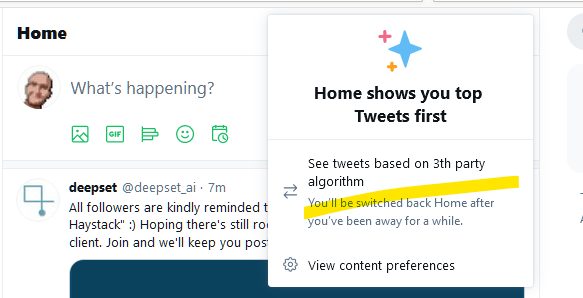 Home
What's happening?
GIF
deepset @deepset_ai · 7m
All followers are kindly reminded t
Haystack" :) Hoping there's still ro
client. Join and we'll keep you post
Home shows you top
Tweets first
See tweets based on 3th party
algorithm
You'll be switched back Home after
you've been away for a while.
View content preferences